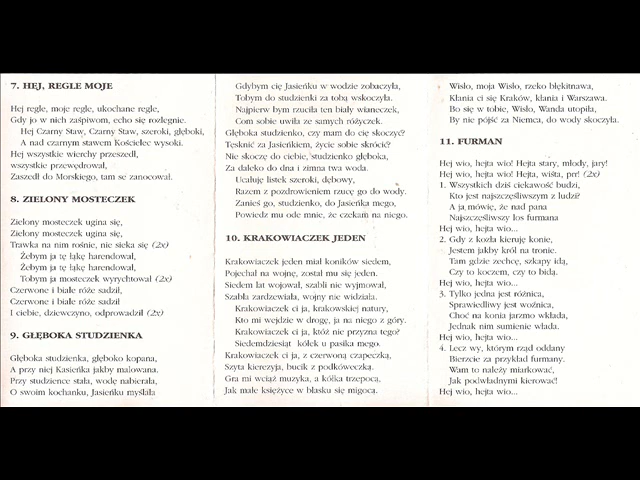 7. HEJ, REGLE MOJE
Hej regle, moje regle, ukochane regle,
Gdy jo w nich zaśpiwom, echo się rozlegnie.
Hej Czarny Staw, Czarny Staw, szeroki, głęboki,
A nad czarnym stawem Kościelec wysoki.
Hej wszystkie wierchy przeszedł,
wszystkie przewędrował,
Zaszedł do Morskiego, tam se zanocował.
8. ZIELONY MOSTECZEK
Zielony mosteczek ugina się,
Zielony mosteczek ugina się,
Trawka na nim rośnie, nie sieka się (2x)
Żebym ja tę łąkę harendował,
Żebym ja tę łąkę harendował,
Tobym ja mosteczek wyrychtował (2x)
Czerwone i białe róże sadził,
Czerwone i białe róże sadził
I ciebie, dziewczyno, odprowadził (2x)
9. GŁĘBOKA STUDZIENKA
Głęboka studzienka, głęboko kopana,
A przy niej Kasieńka jakby malowana.
Przy studzience stała, wodę nabierała,
O swoim kochanku, Jasieńku myślała
Gdybym cię Jasieńku w wodzie zobaczyła,
Tobym do studzienki za tobą wskoczyła.
Najpierw bym rzuciła ten biały wianeczek,
Com sobie uwiła ze samych różyczek.
Głęboka studzienko, czy mam do cię skoczyć?
Tęsknić za Jasieńkiem, życie sobie skrócić?
Nie skoczę do ciebie, studzienko głęboka,
Za daleko do dna i zimna twa woda.
Ucałuję listek szeroki, dębowy,
Razem z pozdrowieniem rzucę go do wody.
Zanieś go, studzienko, do Jasieńka mego,
Powiedz mu ode mnie, że czekam na niego.
10. KRAKOWIACZEK JEDEN
Krakowiaczek jeden miał koników siedem,
Pojechał na wojnę, został mu się jeden.
Siedem lat wojował, szabli nie wyjmował,
Szabla zardzewiała, wojny nie widziała.
Krakowiaczek ci ja, krakowskiej natury,
Kto mi wejdzie w drogę, ja na niego z góry.
Krakowiaczek ci ja, któż nie przyzna tego?
Siedemdziesiąt kółek u pasika mego.
Krakowiaczek ci ja, z czerwoną czapeczką,
Szyta kierezyja, bucik z podkóweczką.
Gra mi wciąż muzyka, a kółka trzepocą,
Jak małe księżyce w blasku się migocą.
Wisło, moja Wisło, rzeko błękitnawa,
Kłania ci się Kraków, kłania i Warszawa.
Bo się w tobie, Wisło, Wanda utopiła,
By nie pójść za Niemca, do wody skoczyła.
11. FURMAN
Hej wio, hejta wio! Hejta stary, młody, jary!
Hej wio, hejta wio! Hejta, wiśta, prr! (2x)
1. Wszystkich dziś ciekawość budzi,
Kto jest najszczęśliwszym z ludzi?
A ja mówię, że nad pana
Najszczęśliwszy los furmana
Hej wio, hejta wio...
2. Gdy z kozła kieruję konie,
Jestem jakby król na tronie.
Tam gdzie zechcę, szkapy idą,
Czy to koczem, czy to bidą.
Hej wio, hejta wio...
3. Tylko jedna jest różnica,
Sprawiedliwy jest woźnica,
Choć na konia jarzmo wkłada,
Jednak nim sumienie włada.
Hej wio, hejta wio...
4. Lecz wy, którym rząd oddany
Bierzcie za przykład furmany.
Wam to należy miarkować,
Jak podwładnymi kierować!
Hej wio, hejta wio...